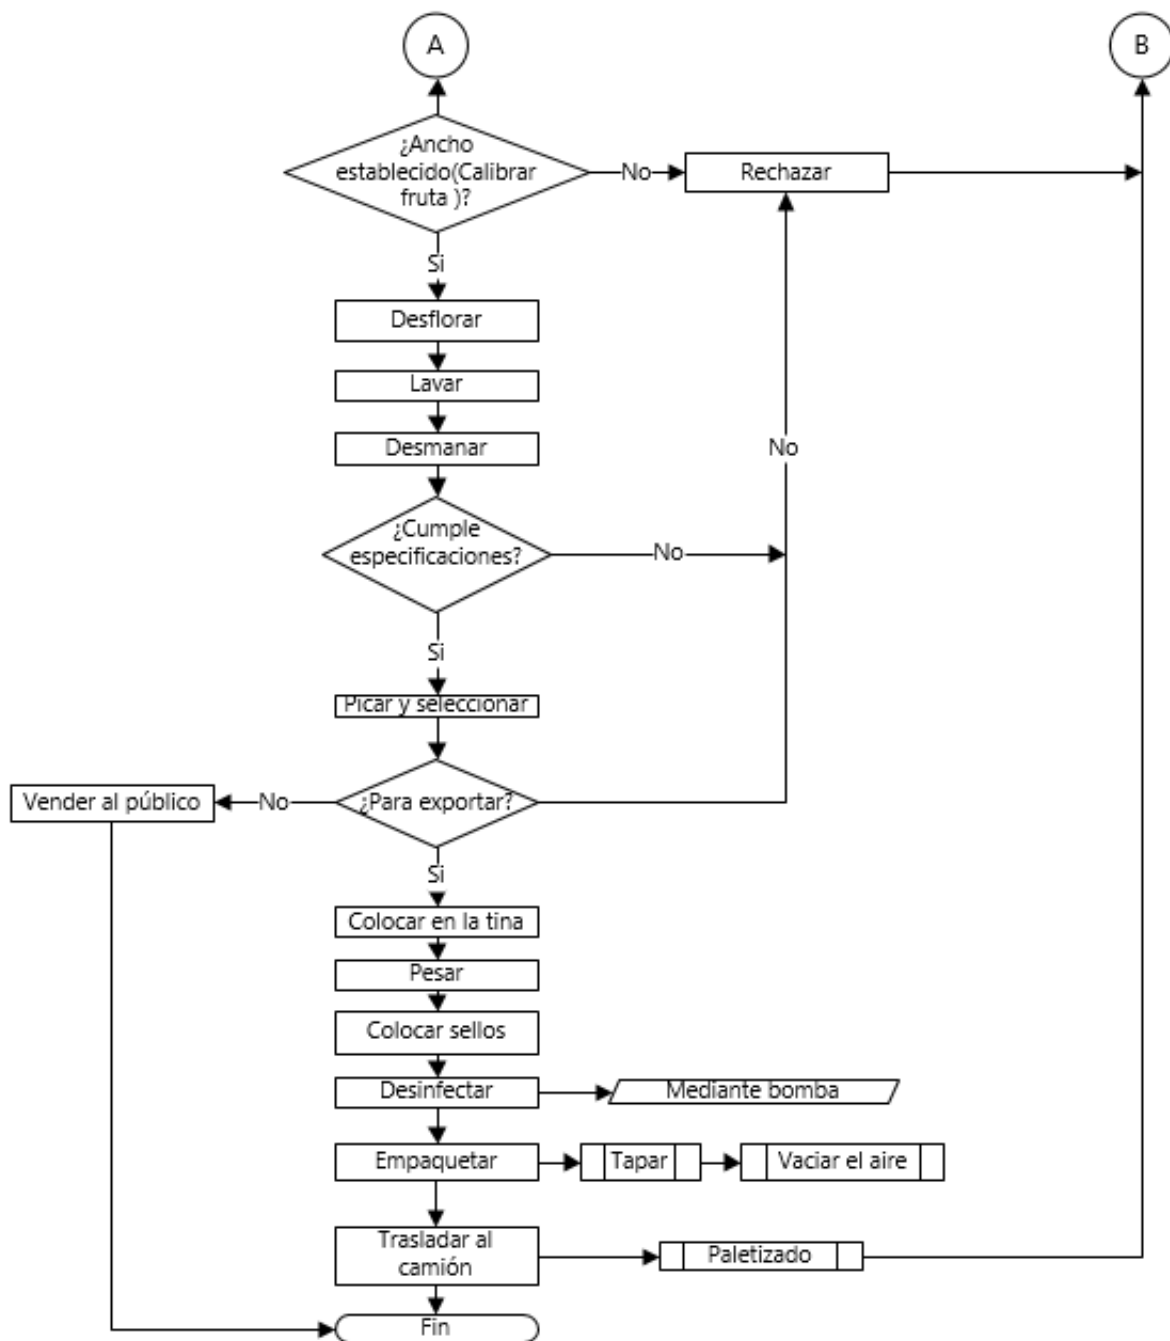 A
B
¿Ancho
establecido(Calibrar
fruta )?
No
Rechazar
Si
Desflorar
Lavar
Desmanar
No
¿Cumple
especificaciones?
No
Si
Picar y seleccionar
Vender al público
No
¿Para exportar?
Si
Colocar en la tina
Pesar
Colocar sellos
Desinfectar
Mediante bomba
Empaquetar
Tapar
Vaciar el aire
Trasladar al
camión
Paletizado
Fin